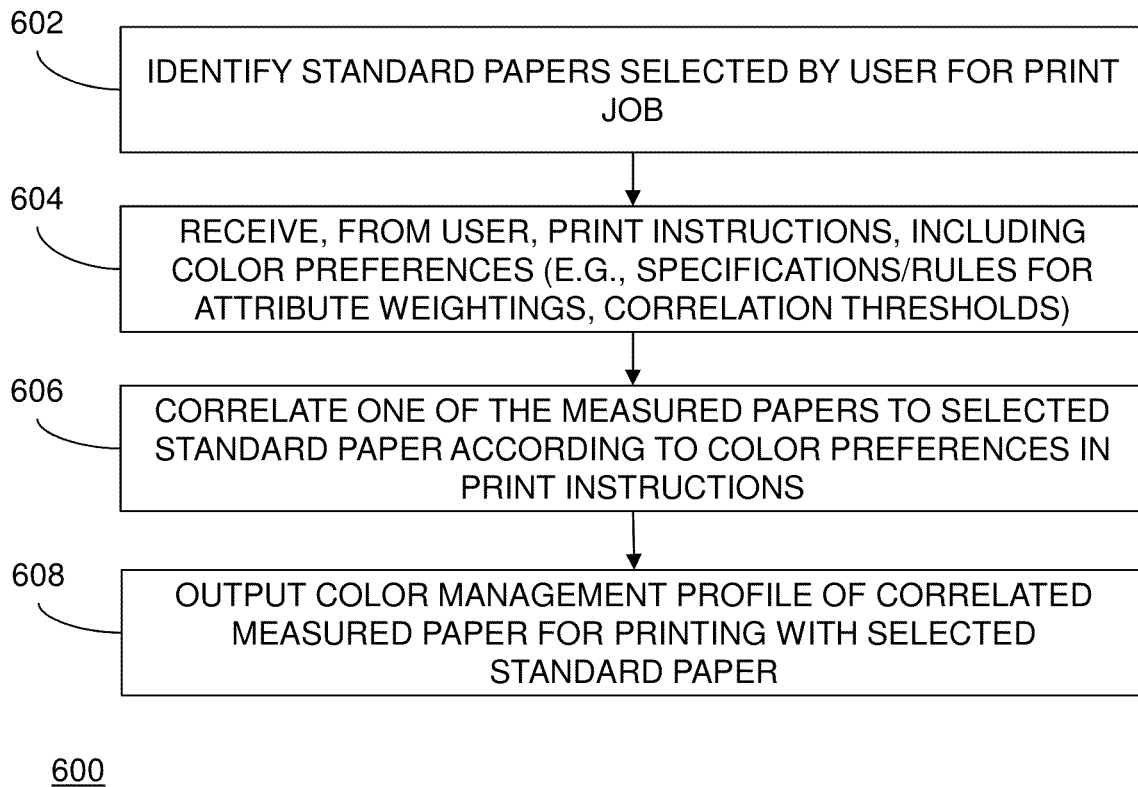 602
IDENTIFY STANDARD PAPERS SELECTED BY USER FOR PRINT
JOB
604
RECEIVE, FROM USER, PRINT INSTRUCTIONS, INCLUDING
COLOR PREFERENCES (E.G., SPECIFICATIONS/RULES FOR
ATTRIBUTE WEIGHTINGS, CORRELATION THRESHOLDS)
606
CORRELATE ONE OF THE MEASURED PAPERS TO SELECTED
STANDARD PAPER ACCORDING TO COLOR PREFERENCES IN
PRINT INSTRUCTIONS
608
OUTPUT COLOR MANAGEMENT PROFILE OF CORRELATED
MEASURED PAPER FOR PRINTING WITH SELECTED
STANDARD PAPER
600